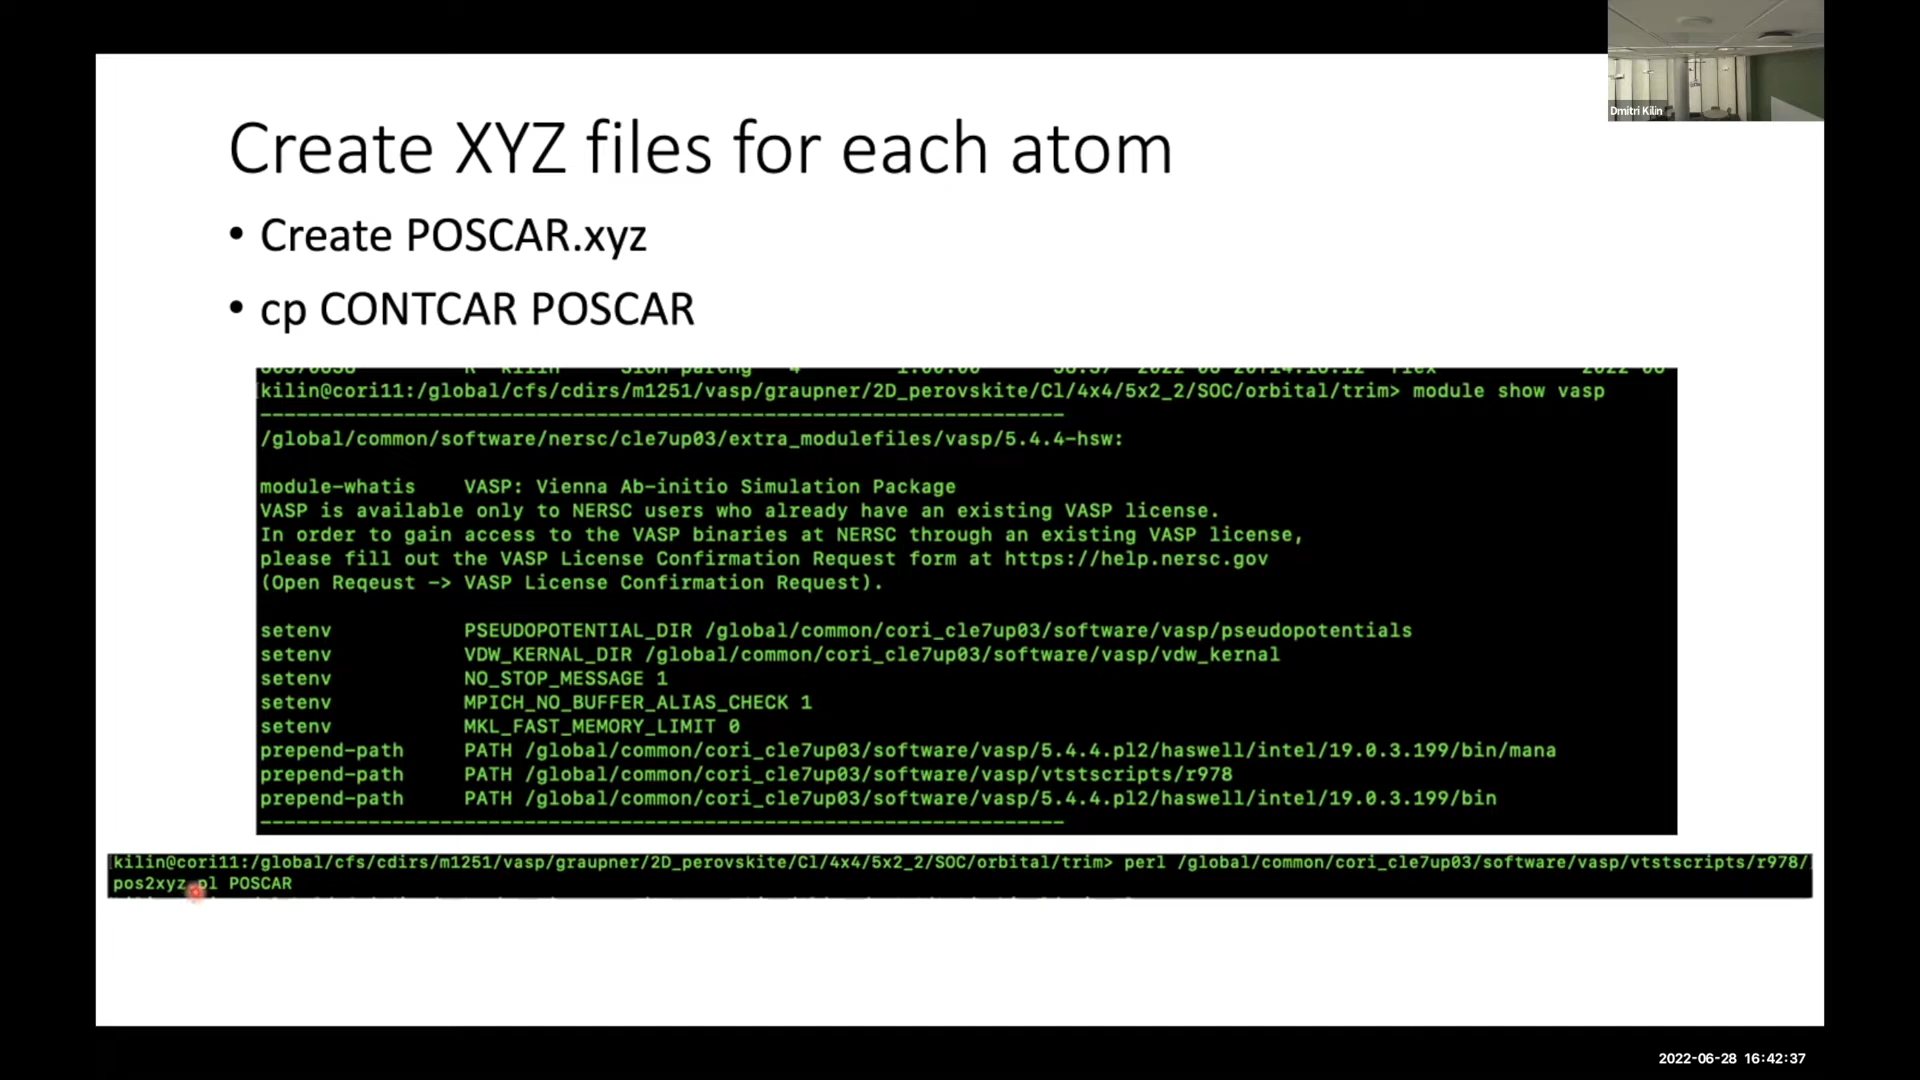 Dmitri Kilin
Create XYZ files for each atom
• Create POSCAR.xyz
• cp CONTCAR POSCAR
kilin@cori11:/global/cfs/cdirs/m1251/vasp/graupner/2D_perovskite/Cl/4x4/5x2_2/SOC/orbital/trim> module show vasp
-------------------------------------------------------------------
/global/common/software/nersc/cle7up03/extra_modulefiles/vasp/5.4.4-hsw:
module-whatis    VASP: Vienna Ab-initio Simulation Package
VASP is available only to NERSC users who already have an existing VASP license.
In order to gain access to the VASP binaries at NERSC through an existing VASP license,
please fill out the VASP License Confirmation Request form at https://help.nersc.gov
(Open Reqeust -> VASP License Confirmation Request).
setenv           PSEUDOPOTENTIAL_DIR /global/common/cori_cle7up03/software/vasp/pseudopotentials
setenv           VDW_KERNAL_DIR /global/common/cori_cle7up03/software/vasp/vdw_kernal
setenv           NO_STOP_MESSAGE 1
setenv           MPICH_NO_BUFFER_ALIAS_CHECK 1
setenv           MKL_FAST_MEMORY_LIMIT 0
prepend-path     PATH /global/common/cori_cle7up03/software/vasp/5.4.4.pl2/haswell/intel/19.0.3.199/bin/mana
prepend-path     PATH /global/common/cori_cle7up03/software/vasp/vtstscripts/r978
prepend-path     PATH /global/common/cori_cle7up03/software/vasp/5.4.4.pl2/haswell/intel/19.0.3.199/bin
-------------------------------------------------------------------
kilin@cori11:/global/cfs/cdirs/m1251/vasp/graupner/2D_perovskite/Cl/4x4/5x2_2/SOC/orbital/trim> perl /global/common/cori_cle7up03/software/vasp/vtstscripts/r978/
pos2xyz.pl POSCAR
2022-06-28 16:42:37